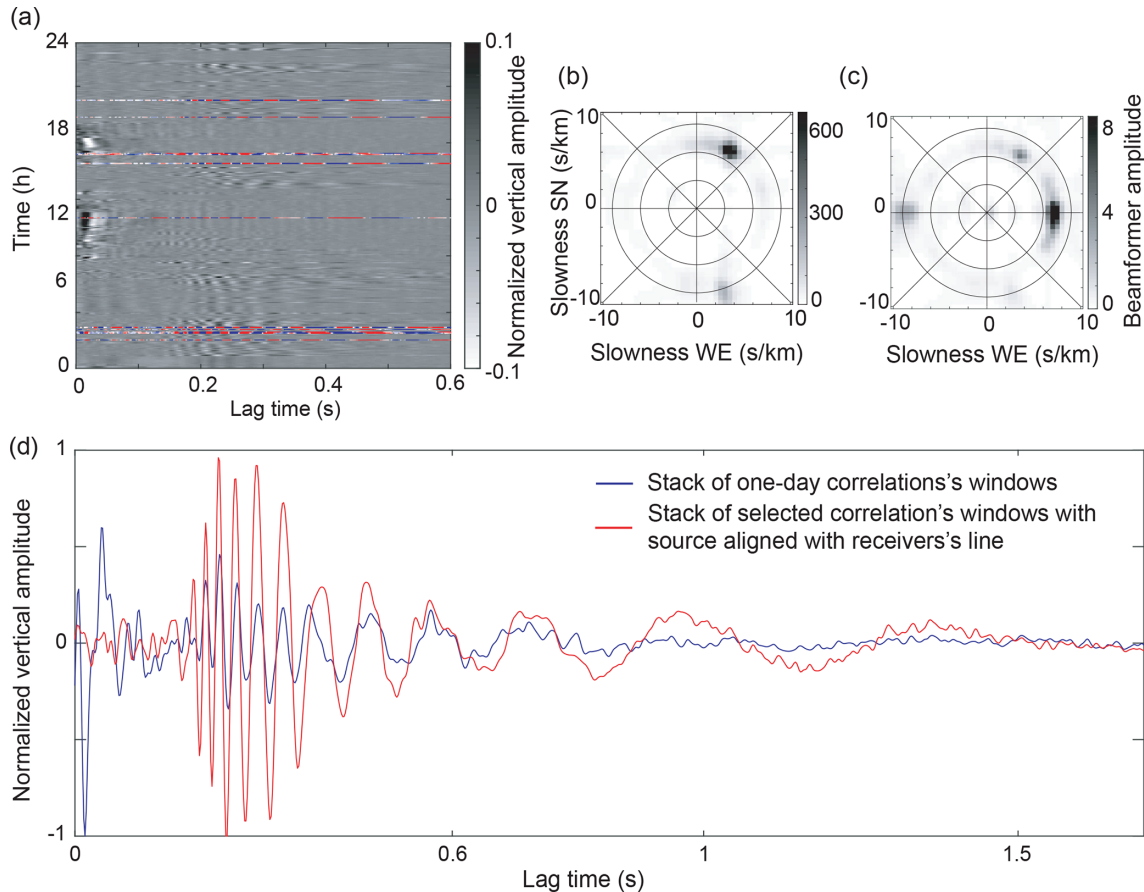 (a)
24
18
12
6
0
Time (h)
0
0.2
0.4
0.6
Lag time (s)
0.1
0
-0.1
Normalized vertical amplitude
(b)
10
0
-10
Slowness SN (s/km)
-10
0
10
Slowness WE (s/km)
600
300
0
(c)
10
0
-10
-10
0
10
Slowness WE (s/km)
8
4
0
Beamformer amplitude
(d)
1
0
-1
Normalized vertical amplitude
Stack of one-day correlations's windows
Stack of selected correlation's windows with
source aligned with receivers's line
0
0.6
1
1.5
Lag time (s)